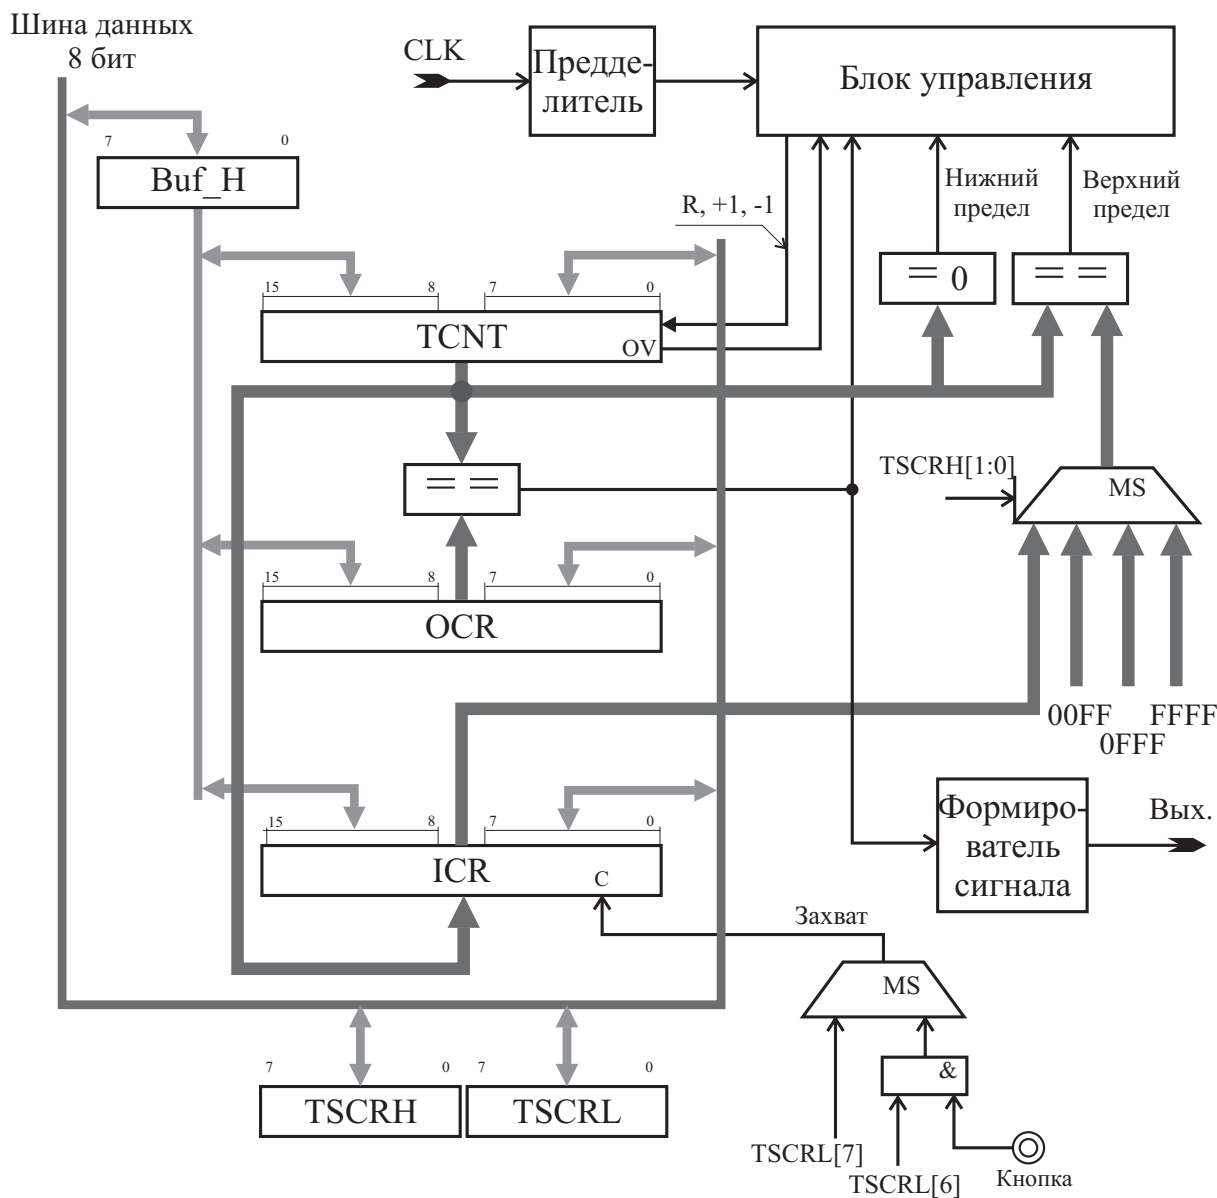 Шина данных
8 бит
CLK
Предде-
литель
Блок управления
7 0
Buf_H
R, +1, -1
Нижний
предел
Верхний
предел
= 0
= =
15 8 7 0
TCNT
OV
= =
TSCRH[1:0]
MS
15 8 7 0
OCR
00FF FFFF
0FFF
15 8 7 0
ICR
C
Формиро-
ватель
сигнала
Вых.
Захват
MS
7 0 7 0
TSCRH TSCRL
&
TSCRL[7]
TSCRL[6]
Кнопка